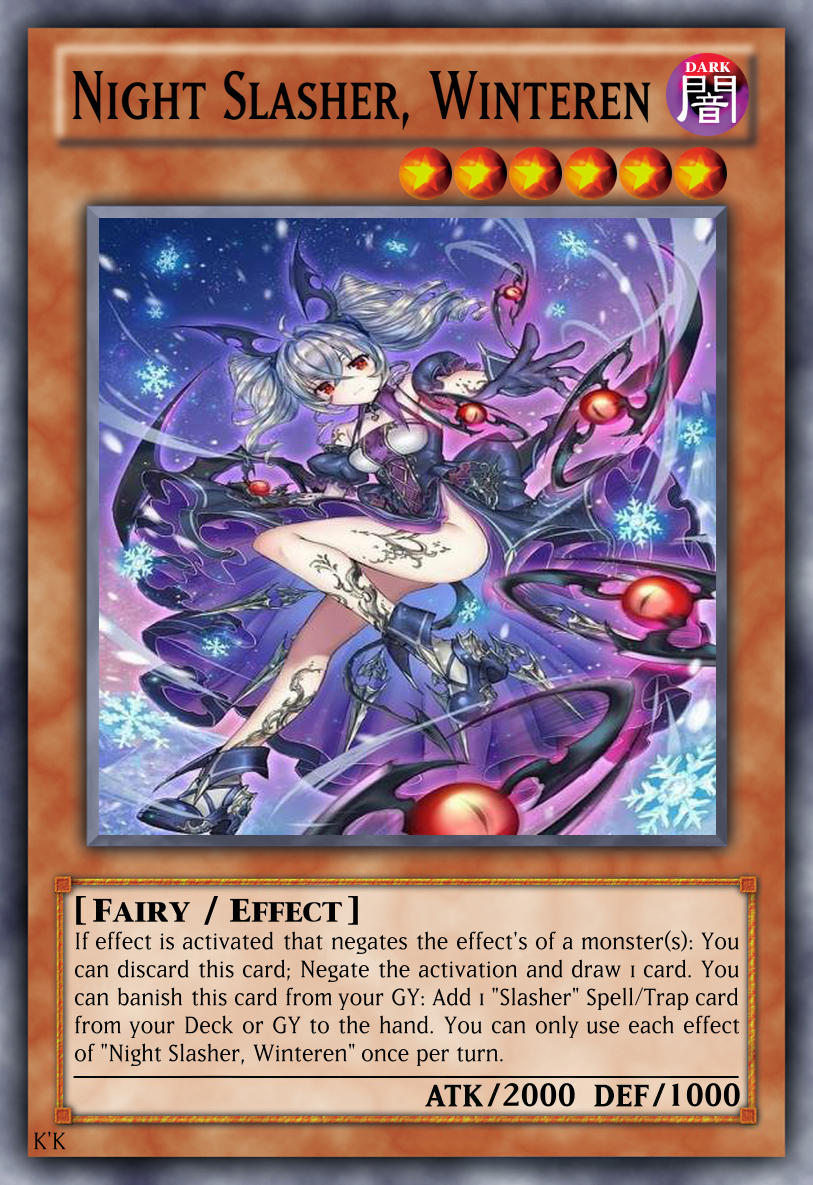 Night Slasher, Winteren
DARK
闇
[ Fairy / Effect ]
If effect is activated that negates the effect's of a monster(s): You
can discard this card; Negate the activation and draw 1 card. You
can banish this card from your GY: Add 1 "Slasher" Spell/Trap card
from your Deck or GY to the hand. You can only use each effect
of "Night Slasher, Winteren" once per turn.
ATK/2000 DEF/1000
K'K